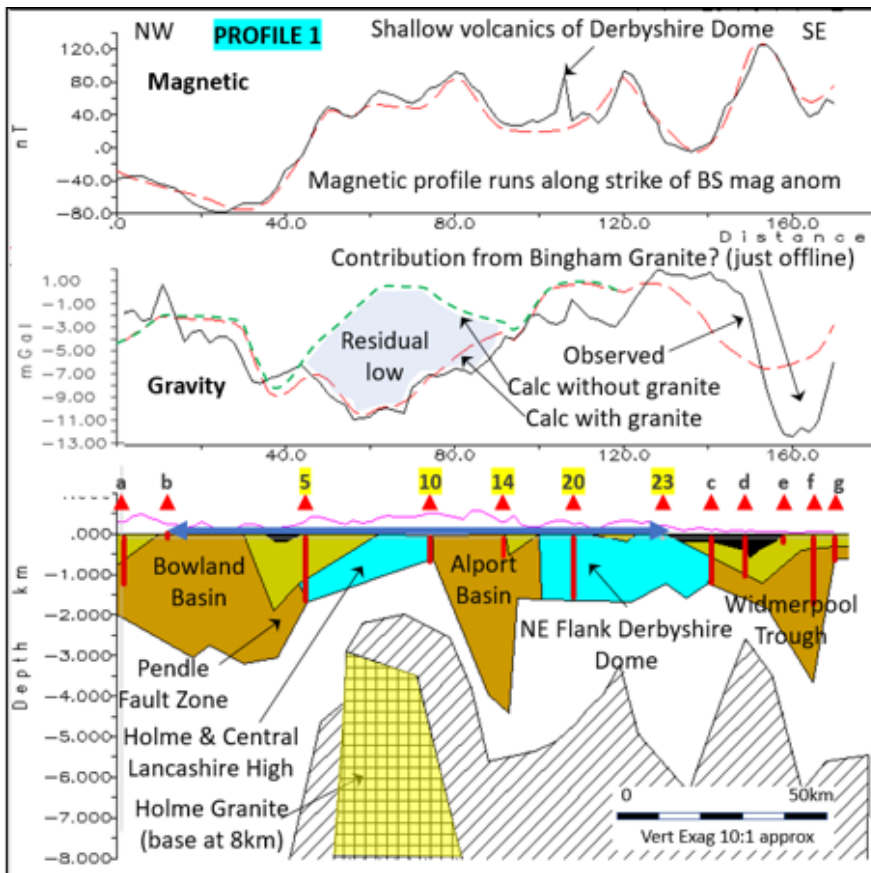 NW
PROFILE 1
Shallow volcanics of Derbyshire Dome
SE
120.0
80.0
40.0
.0
-40.0
-80.0
nT
Magnetic
Magnetic profile runs along strike of BS mag anom
.0
40.0
80.0
120.0
160.0
Distance
Contribution from Bingham Granite? (just offline)
1.00
-1.00
-3.00
-5.00
-7.00
-9.00
-11.00
-13.00
mGal
Gravity
Residual
low
Observed
Calc without granite
Calc with granite
.0
40.0
80.0
120.0
160.0
a
b
5
10
14
20
23
c
d
e
f
g
.000
-1.000
-2.000
-3.000
-4.000
-5.000
-6.000
-7.000
-8.000
Depth km
Bowland
Basin
Alport
Basin
Widmerpool
Trough
NE Flank Derbyshire
Dome
Pendle
Fault Zone
Holme & Central
Lancashire High
Holme Granite
(base at 8km)
0
50km
Vert Exag 10:1 approx